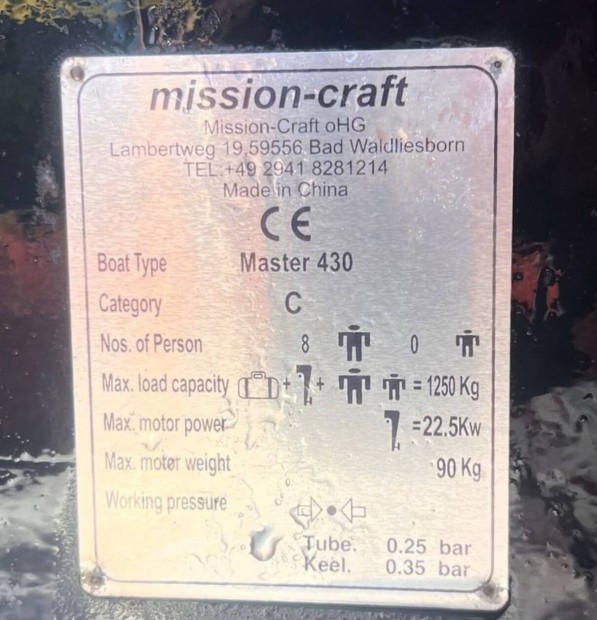 mission-craft
Mission-Craft oHG
Lambertweg 19,59556 Bad Waldliesborn
TEL:+49 2941 8281214
Made in China
CE
Boat Type Master 430
Category C
Nos. of Person 8 0
Max. load capacity + + = 1250 Kg
Max. motor power =22.5Kw
Max. motor weight 90 Kg
Working pressure
Tube. 0.25 bar
Keel. 0.35 bar